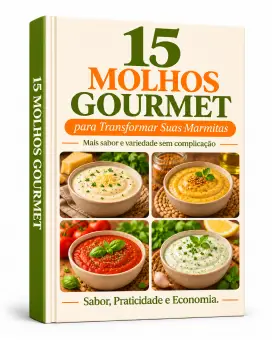 15 MOLHOS GOURMET
15
MOLHOS
GOURMET
para Transformar Suas Marmitas
Mais sabor e variedade sem complicação
Sabor, Praticidade e Economia.